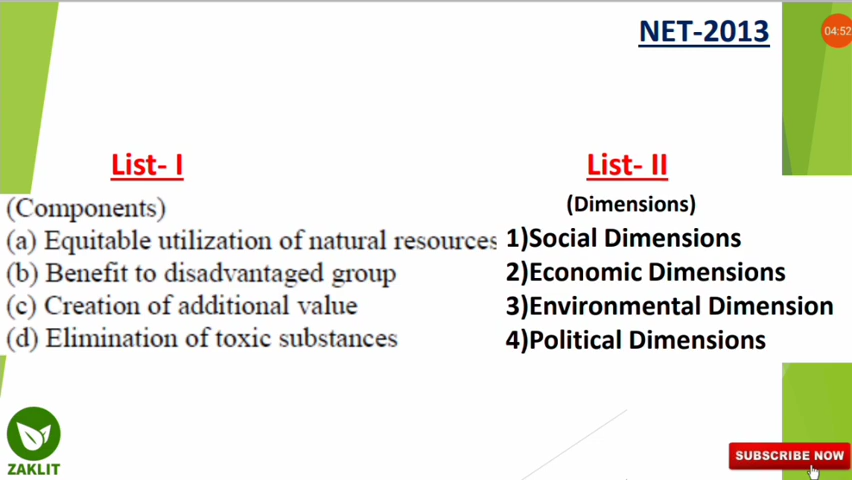 NET-2013
04:52
List- I
List- II
(Components)
(Dimensions)
(a) Equitable utilization of natural resources
1)Social Dimensions
(b) Benefit to disadvantaged group
2)Economic Dimensions
(c) Creation of additional value
3)Environmental Dimension
(d) Elimination of toxic substances
4)Political Dimensions
ZAKLIT
SUBSCRIBE NOW